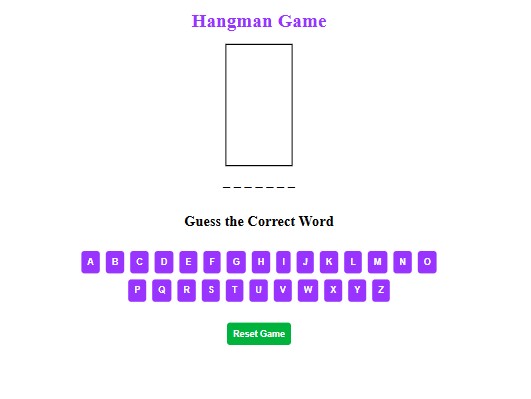 Hangman Game
_ _ _ _ _ _ _
Guess the Correct Word
A B C D E F G H I J K L M N O
P Q R S T U V W X Y Z
Reset Game